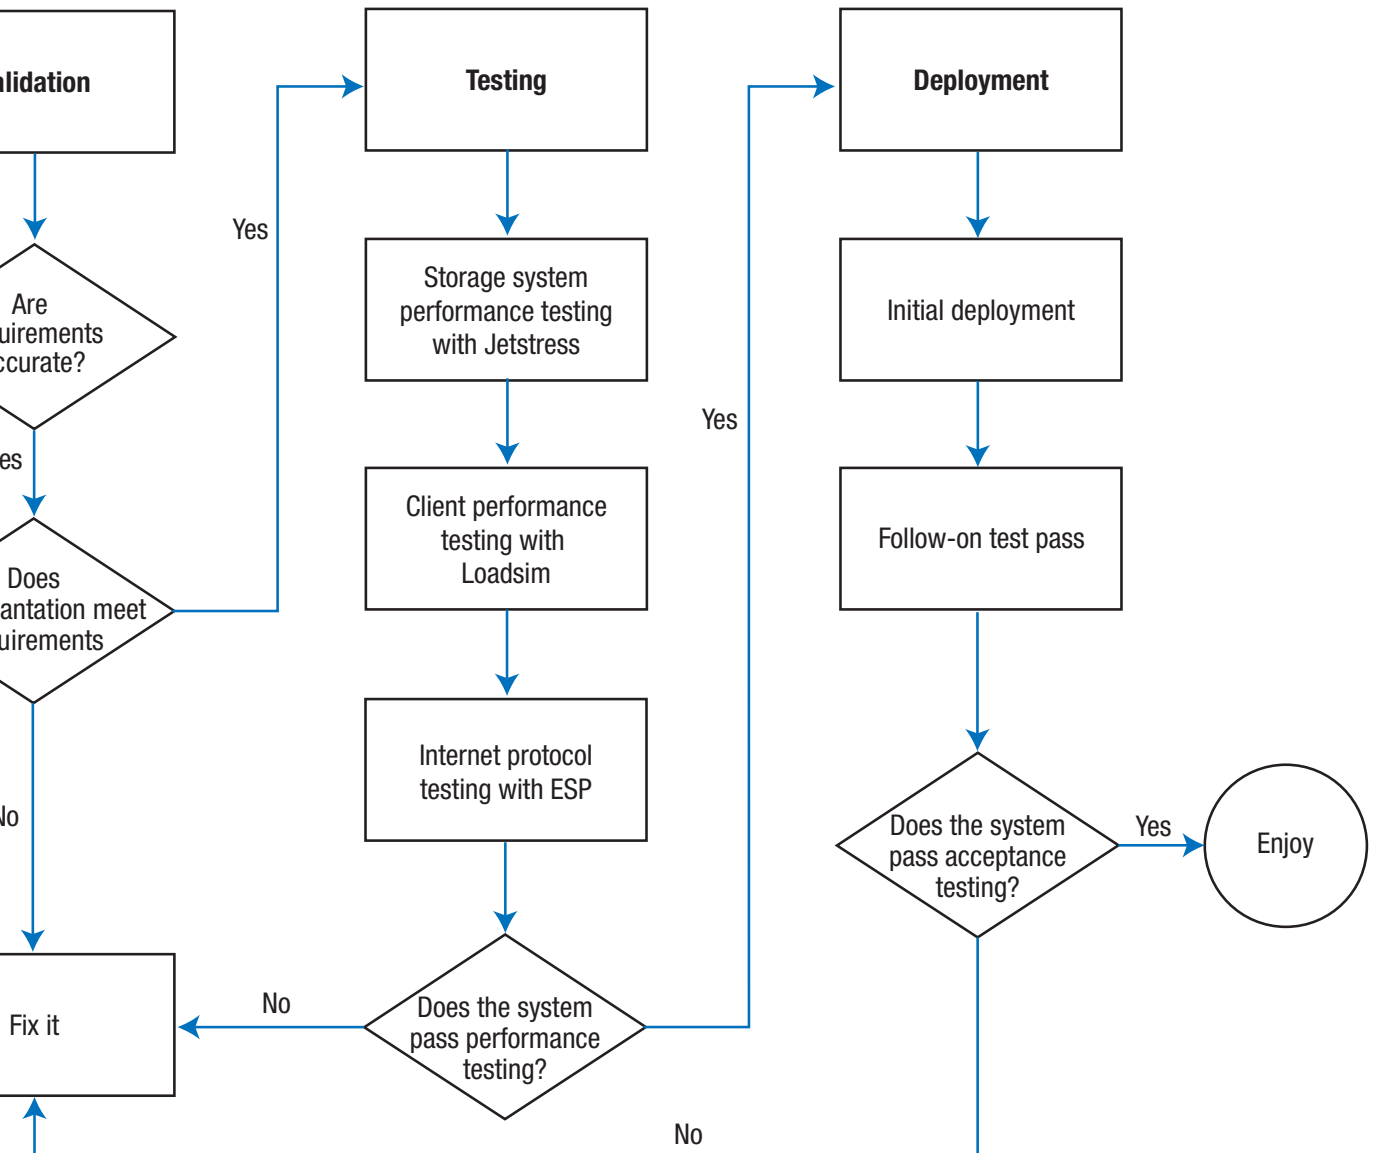 alidation
Are
uirements
ccurate?
es
Does
antation meet
uirements
No
Fix it
Yes
Testing
Storage system
performance testing
with Jetstress
Client performance
testing with
Loadsim
Internet protocol
testing with ESP
Does the system
pass performance
testing?
No
Yes
Deployment
Initial deployment
Follow-on test pass
Does the system
pass acceptance
testing?
Yes
Enjoy
No